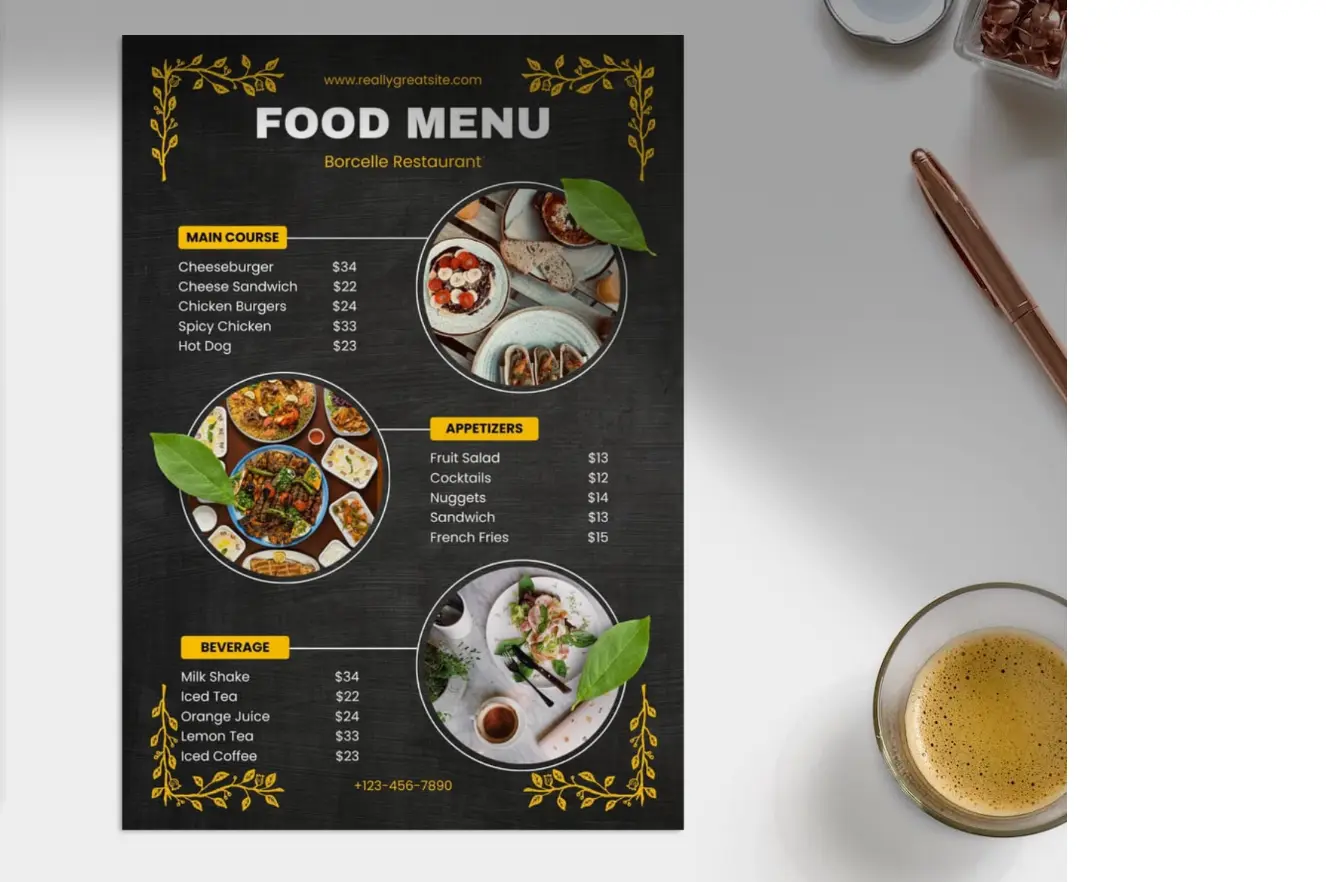 www.reallygreatsite.com
FOOD MENU
Borcelle Restaurant
MAIN COURSE
Cheeseburger $34
Cheese Sandwich $22
Chicken Burgers $24
Spicy Chicken $33
Hot Dog $23
APPETIZERS
Fruit Salad $13
Cocktails $12
Nuggets $14
Sandwich $13
French Fries $15
BEVERAGE
Milk Shake $34
Iced Tea $22
Orange Juice $24
Lemon Tea $33
Iced Coffee $23
+123-456-7890